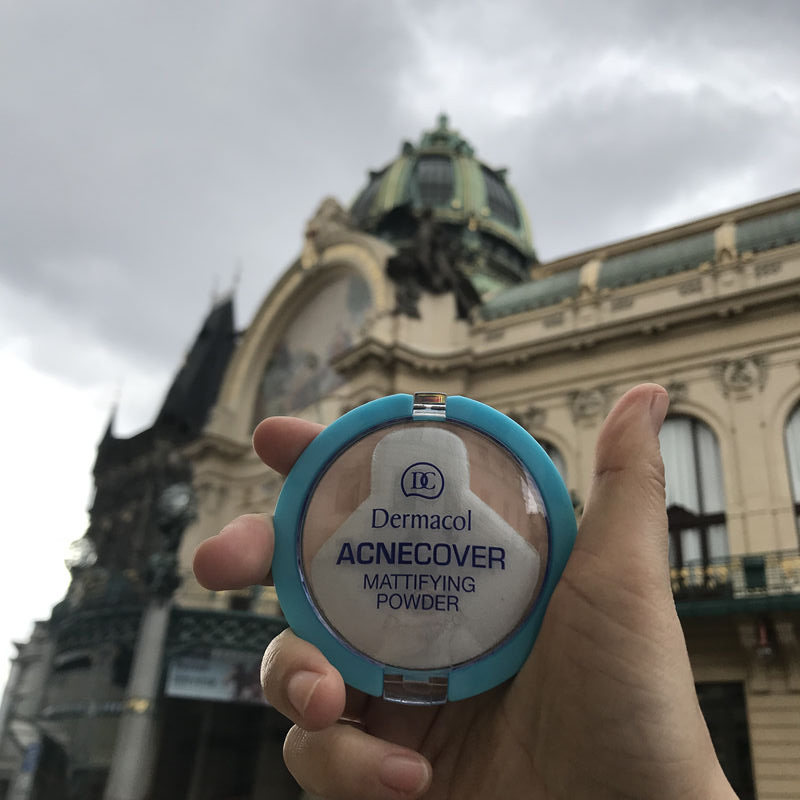 DC
Dermacol
ACNECOVER
MATTIFYING
POWDER